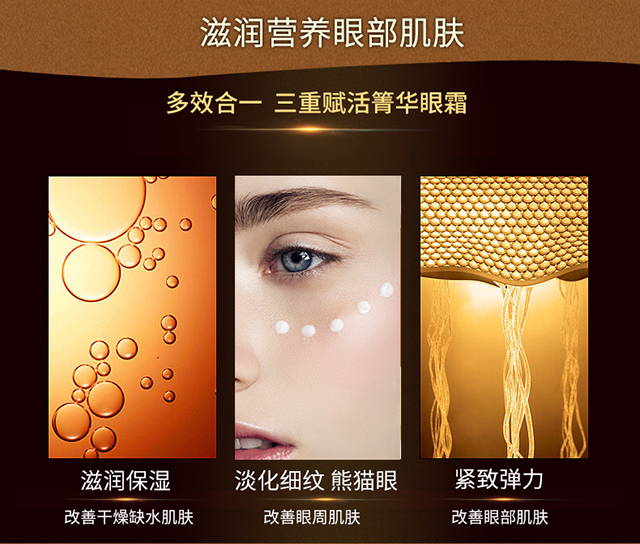 滋润营养眼部肌肤
多效合一 三重赋活菁华眼霜
滋润保湿
淡化细纹 熊猫眼
紧致弹力
改善干燥缺水肌肤
改善眼周肌肤
改善眼部肌肤